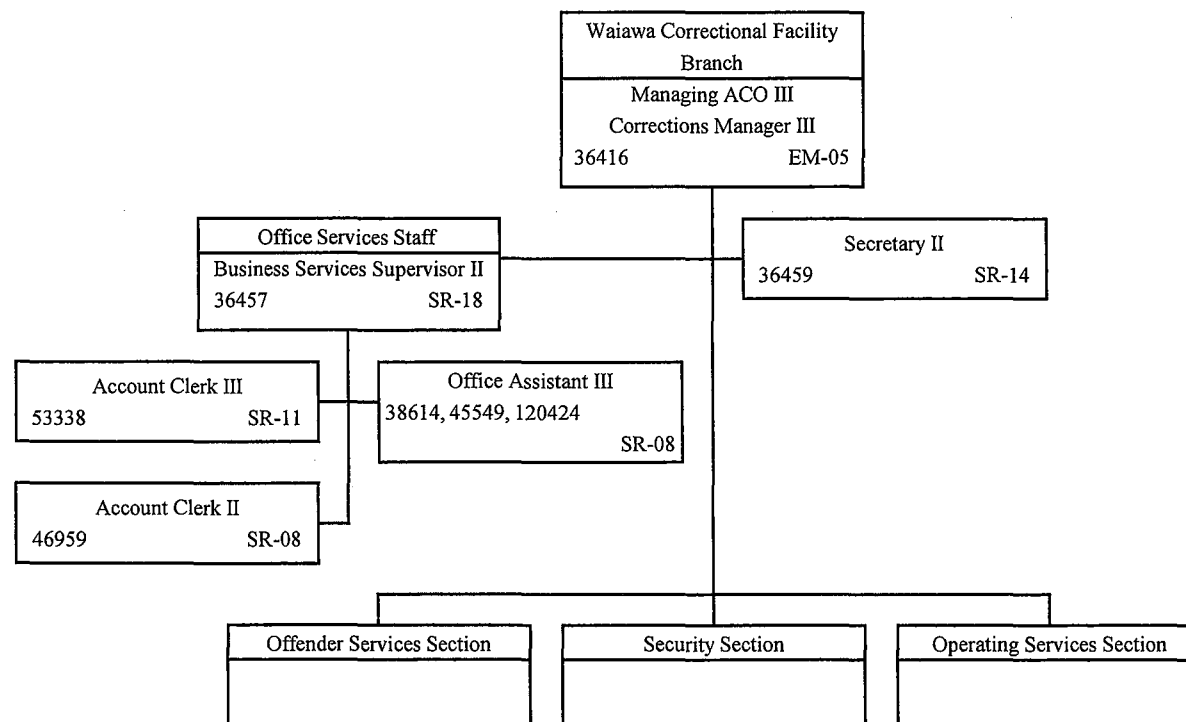 Waiawa Correctional Facility
Branch
Managing ACO III
Corrections Manager III
36416 EM-05
Office Services Staff
Business Services Supervisor II
36457 SR-18
Secretary II
36459 SR-14
Account Clerk III
53338 SR-11
Office Assistant III
38614, 45549, 120424
SR-08
Account Clerk II
46959 SR-08
Offender Services Section
Security Section
Operating Services Section